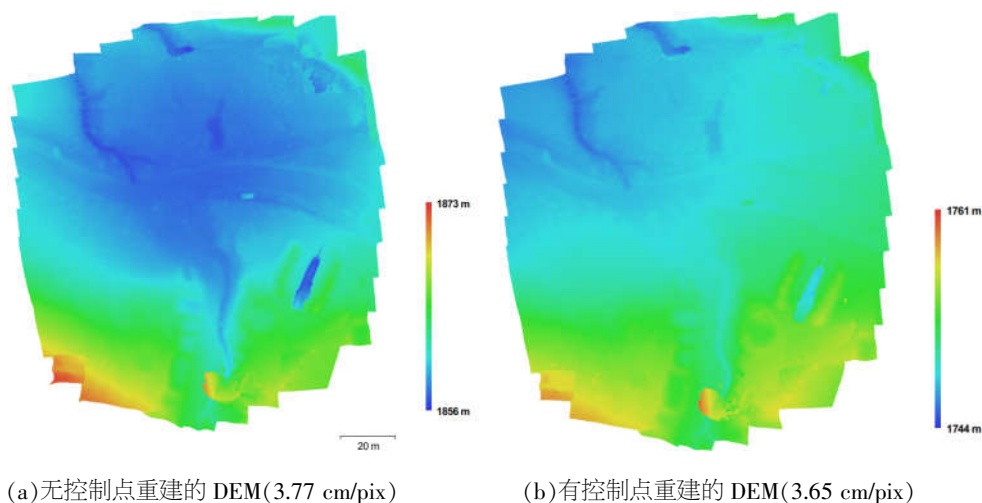 1873 m
1856 m
20 m
1761 m
1744 m
(a)无控制点重建的 DEM(3.77 cm/pix)
(b)有控制点重建的 DEM(3.65 cm/pix)